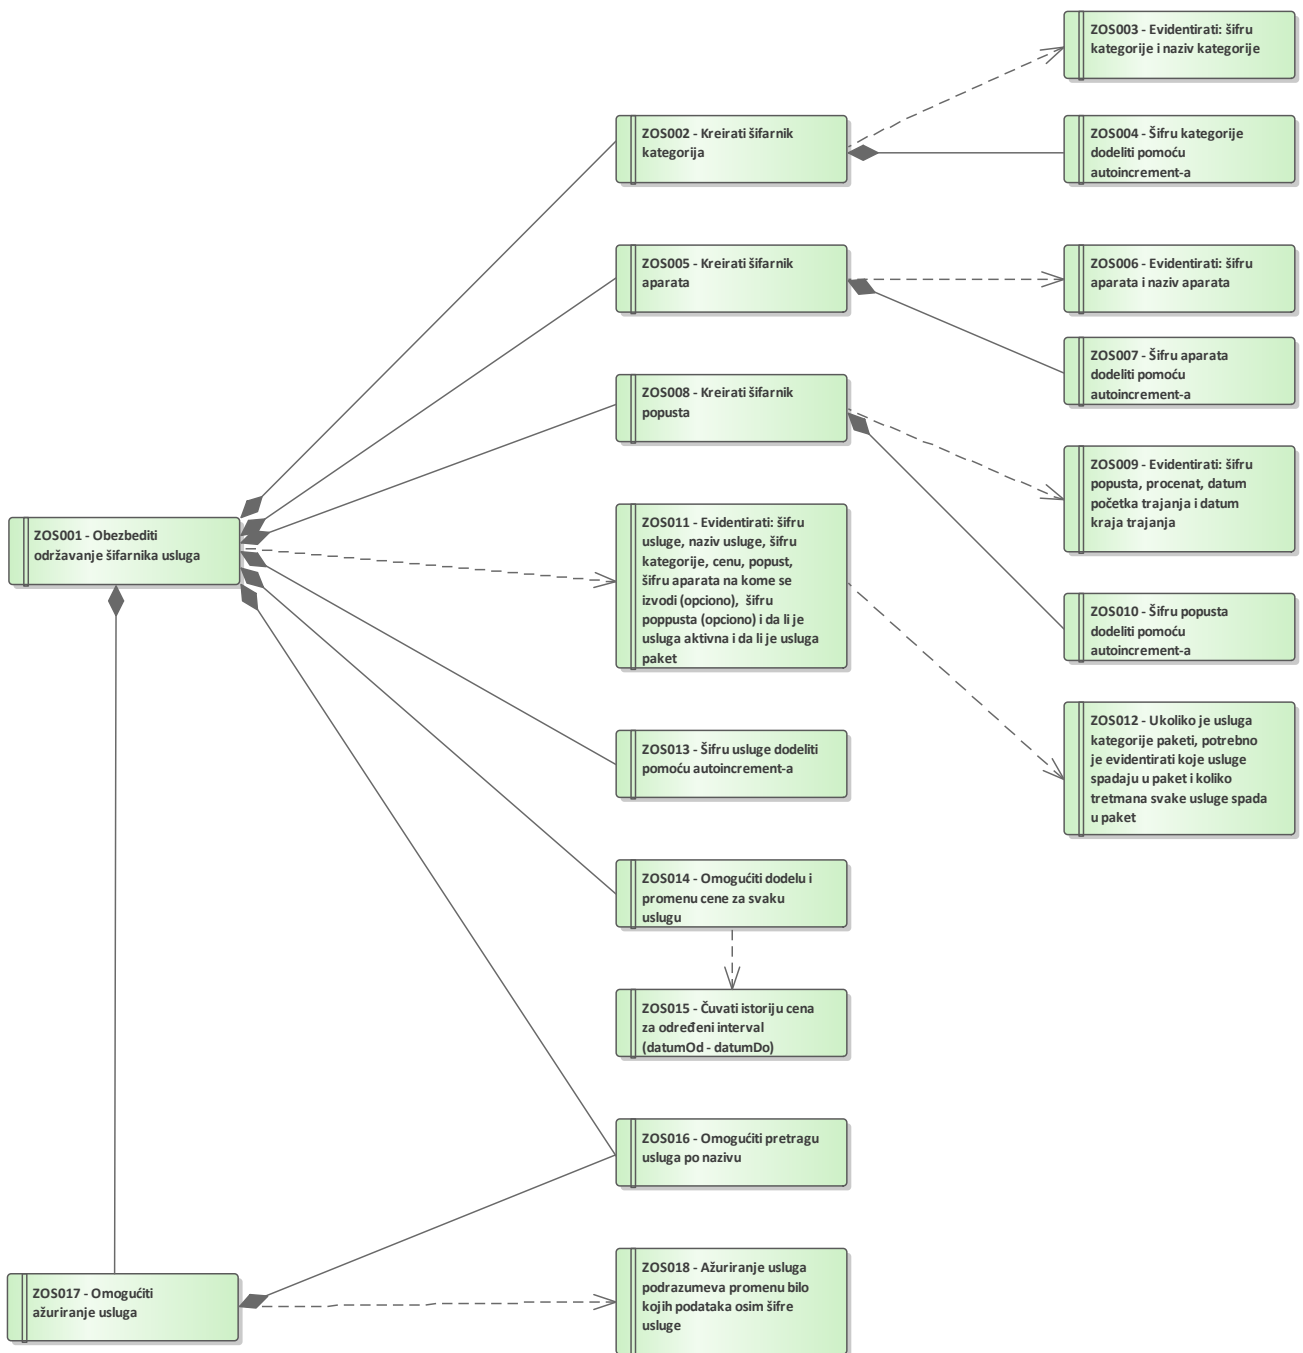 ZOS003 - Evidentirati: šifru
kategorije i naziv kategorije
ZOS002 - Kreirati šifarnik
kategorija
ZOS004 - Šifru kategorije
dodeliti pomoću
autoincrement-a
ZOS005 - Kreirati šifarnik
aparata
ZOS006 - Evidentirati: šifru
aparata i naziv aparata
ZOS007 - Šifru aparata
dodeliti pomoću
autoincrement-a
ZOS008 - Kreirati šifarnik
popusta
ZOS009 - Evidentirati: šifru
popusta, procenat, datum
početka trajanja i datum
kraja trajanja
ZOS001 - Obezbediti
održavanje šifarnika usluga
ZOS011 - Evidentirati: šifru
usluge, naziv usluge, šifru
kategorije, cenu, popust,
šifru aparata na kome se
izvodi (opciono), šifru
poppusta (opciono) i da li je
usluga aktivna i da li je usluga
paket
ZOS010 - Šifru popusta
dodeliti pomoću
autoincrement-a
ZOS012 - Ukoliko je usluga
kategorije paketi, potrebno
je evidentirati koje usluge
spadaju u paket i koliko
tretmana svake usluge spada
u paket
ZOS013 - Šifru usluge dodeliti
pomoću autoincrement-a
ZOS014 - Omogućiti dodelu i
promenu cene za svaku
uslugu
ZOS015 - Čuvati istoriju cena
za određeni interval
(datumOd - datumDo)
ZOS016 - Omogućiti pretragu
usluga po nazivu
ZOS017 - Omogućiti
ažuriranje usluga
ZOS018 - Ažuriranje usluga
podrazumeva promenu bilo
kojih podataka osim šifre
usluge